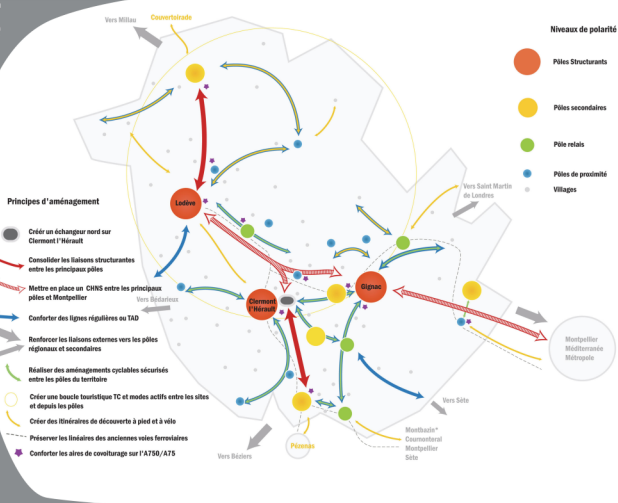 Vers Millau
Couvertoirade
Niveaux de polarité
Pôles Structurants
Pôles secondaires
Pôle relais
Pôles de proximité
Villages
Vers Saint Martin
de Londres
Principes d'aménagement
Créer un échangeur nord sur
Clermont l'Hérault
Consolider les liaisons structurantes
entre les principaux pôles
Mettre en place un CHNS entre les principaux
pôles et Montpellier
Conforter des lignes régulières ou TAD
Renforcer les liaisons externes vers les pôles
régionaux et secondaires
Réaliser des aménagements cyclables sécurisés
entre les pôles du territoire
Créer une boucle touristique TC et modes actifs entre les sites
et depuis les pôles
Créer des itinéraires de découverte à pied et à vélo
Préserver les linéaires des anciennes voies ferroviaires
Conforter les aires de covoiturage sur l'A750/A75
Lodève
Vers Bédarieux
Clermont
l'Hérault
Gignac
Montpellier
Méditerranée
Métropole
Vers Sète
Montbazin*
Cournonterral
Montpellier
Sète
Pézenas
Vers Béziers